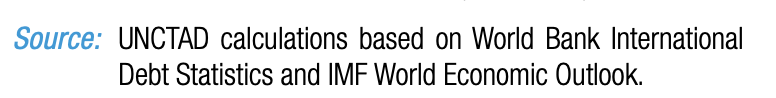 Source: UNCTAD calculations based on World Bank International
Debt Statistics and IMF World Economic Outlook.